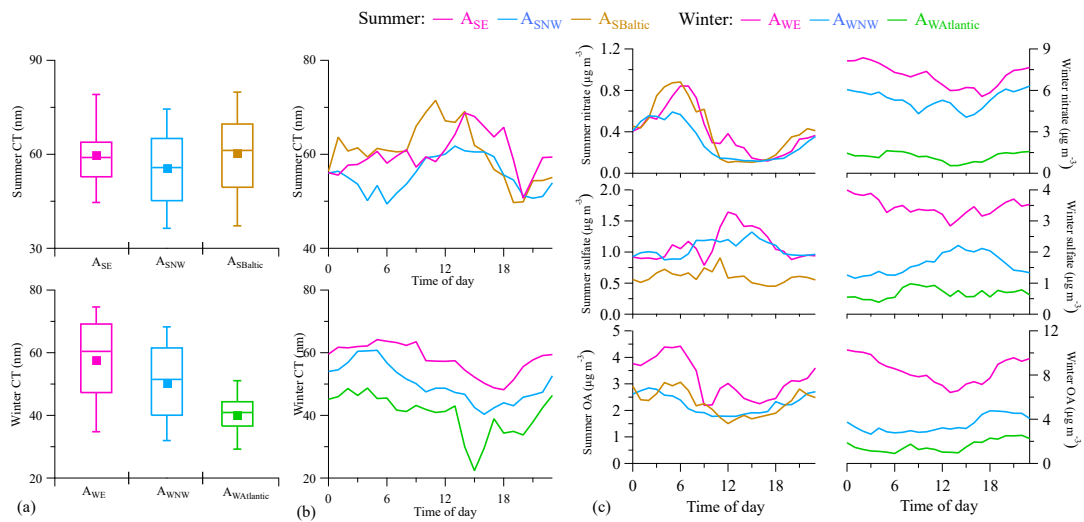 Summer: A_SE A_SNW A_SBaltic Winter: A_WE A_WNW A_WAtlantic
Summer CT (nm)
90
60
30
A_SE A_SNW A_SBaltic
Winter CT (nm)
80
60
40
20
A_WE A_WNW A_WAtlantic
(a)
Summer CT (nm)
80
60
40
0 6 12 18
Time of day
Winter CT (nm)
80
60
40
20
0 6 12 18
Time of day
(b)
Summer nitrate (μg m⁻³)
1.2
0.8
0.4
0.0
9
6
3
0
Winter nitrate (μg m⁻³)
Summer sulfate (μg m⁻³)
2.0
1.5
1.0
0.5
0.0
4
3
2
1
0
Winter sulfate (μg m⁻³)
Summer OA (μg m⁻³)
5
4
3
2
1
0
12
8
4
0
Winter OA (μg m⁻³)
0 6 12 18
Time of day
0 6 12 18
Time of day
(c)